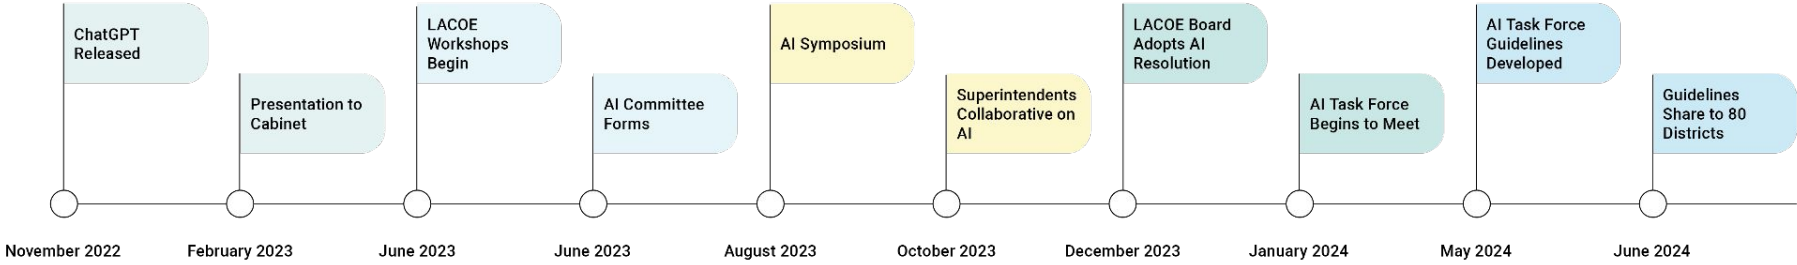 ChatGPT
Released
Presentation to
Cabinet
LACOE
Workshops
Begin
AI Committee
Forms
AI Symposium
Superintendents
Collaborative on
AI
LACOE Board
Adopts AI
Resolution
AI Task Force
Begins to Meet
AI Task Force
Guidelines
Developed
Guidelines
Share to 80
Districts
November 2022
February 2023
June 2023
June 2023
August 2023
October 2023
December 2023
January 2024
May 2024
June 2024